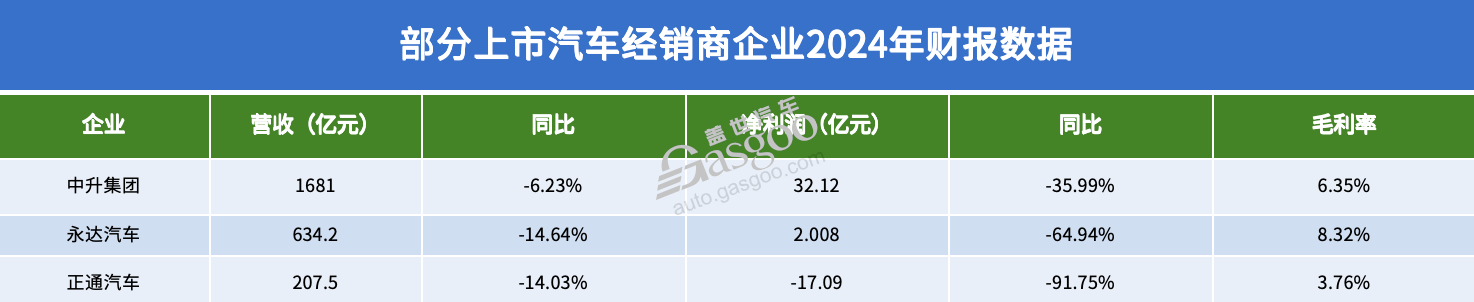 部分上市汽车经销商企业2024年财报数据
企业 营收（亿元） 同比 净利润（亿元） 同比 毛利率
盖世汽车
Gasgoo
auto.gasgoo.com
中升集团 1681 -6.23% 32.12 -35.99% 6.35%
永达汽车 634.2 -14.64% 2.008 -64.94% 8.32%
正通汽车 207.5 -14.03% -17.09 -91.75% 3.76%